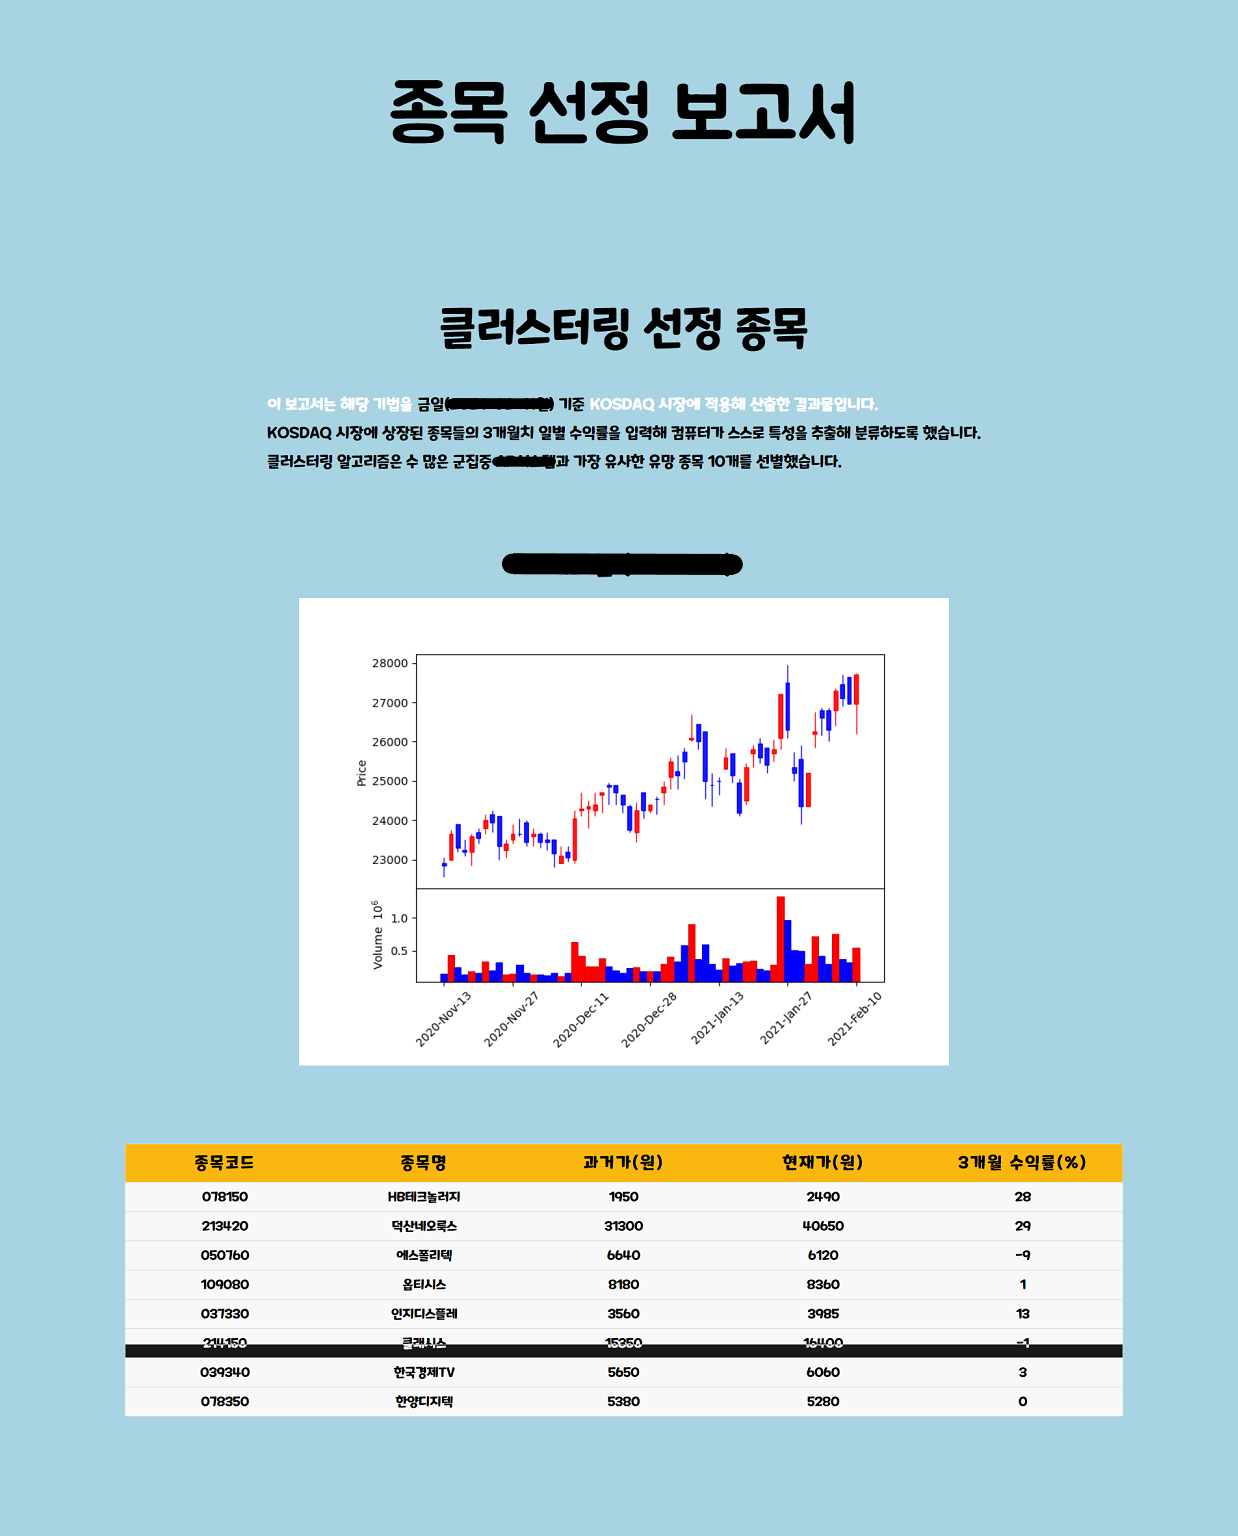 종목 선정 보고서
클러스터링 선정 종목
이 보고서는 해당 기법을 금일( ) 기준 KOSDAQ 시장에 적용해 산출한 결과물입니다.
KOSDAQ 시장에 상장된 종목들의 3개월치 일별 수익률을 입력해 컴퓨터가 스스로 특성을 추출해 분류하도록 했습니다.
클러스터링 알고리즘은 수 많은 군집중 과 가장 유사한 유망 종목 10개를 선별했습니다.
28000
27000
26000
25000
24000
23000
Price
1.0
0.5
Volume 10⁶
2020-Nov-13 2020-Nov-27 2020-Dec-11 2020-Dec-28 2021-Jan-13 2021-Jan-27 2021-Feb-10
종목코드 종목명 과거가(원) 현재가(원) 3개월 수익률(%)
078150 HB테크놀러지 1950 2490 28
213420 덕산네오룩스 31300 40650 29
050760 에스폴리텍 6640 6120 -9
109080 옵티시스 8180 8360 1
037330 인지디스플레 3560 3985 13
214150 클래시스 15350 16400 -1
039340 한국경제TV 5650 6060 3
078350 한양디지텍 5380 5280 0